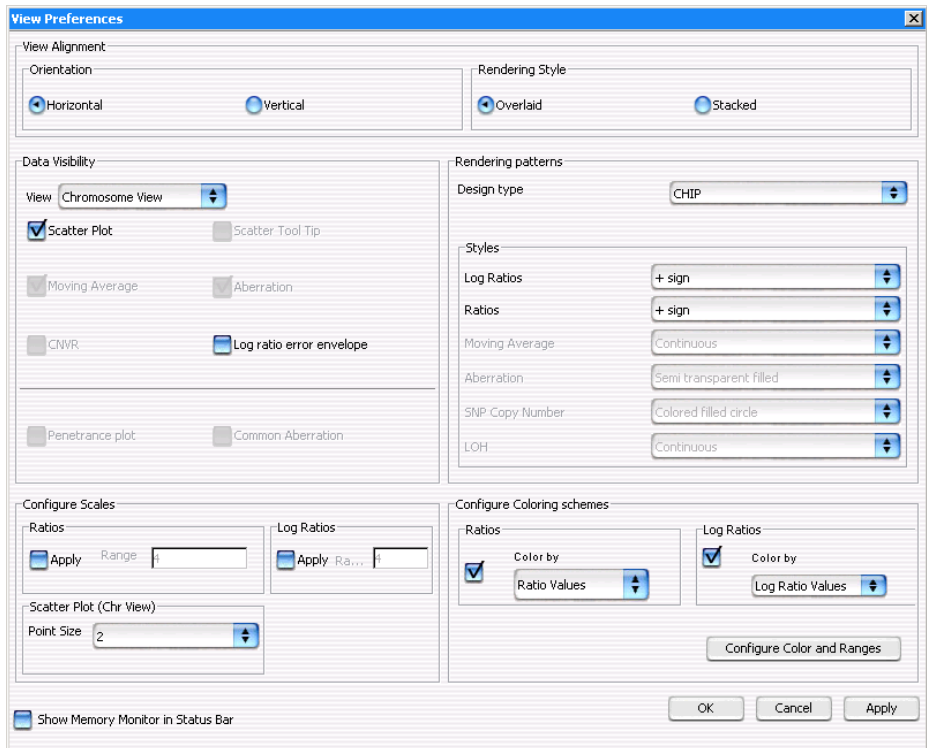 View Preferences
View Alignment
Orientation
Horizontal
Vertical
Rendering Style
Overlaid
Stacked
Data Visibility
View
Chromosome View
Scatter Plot
Scatter Tool Tip
Moving Average
Aberration
CNVR
Log ratio error envelope
Penetrance plot
Common Aberration
Rendering patterns
Design type
CHIP
Styles
Log Ratios
+ sign
Ratios
+ sign
Moving Average
Continuous
Aberration
Semi transparent filled
SNP Copy Number
Colored filled circle
LOH
Continuous
Configure Scales
Ratios
Apply
Range
4
Log Ratios
Apply
Ra...
4
Scatter Plot (Chr View)
Point Size
2
Configure Coloring schemes
Ratios
Color by
Ratio Values
Log Ratios
Color by
Log Ratio Values
Configure Color and Ranges
Show Memory Monitor in Status Bar
OK
Cancel
Apply